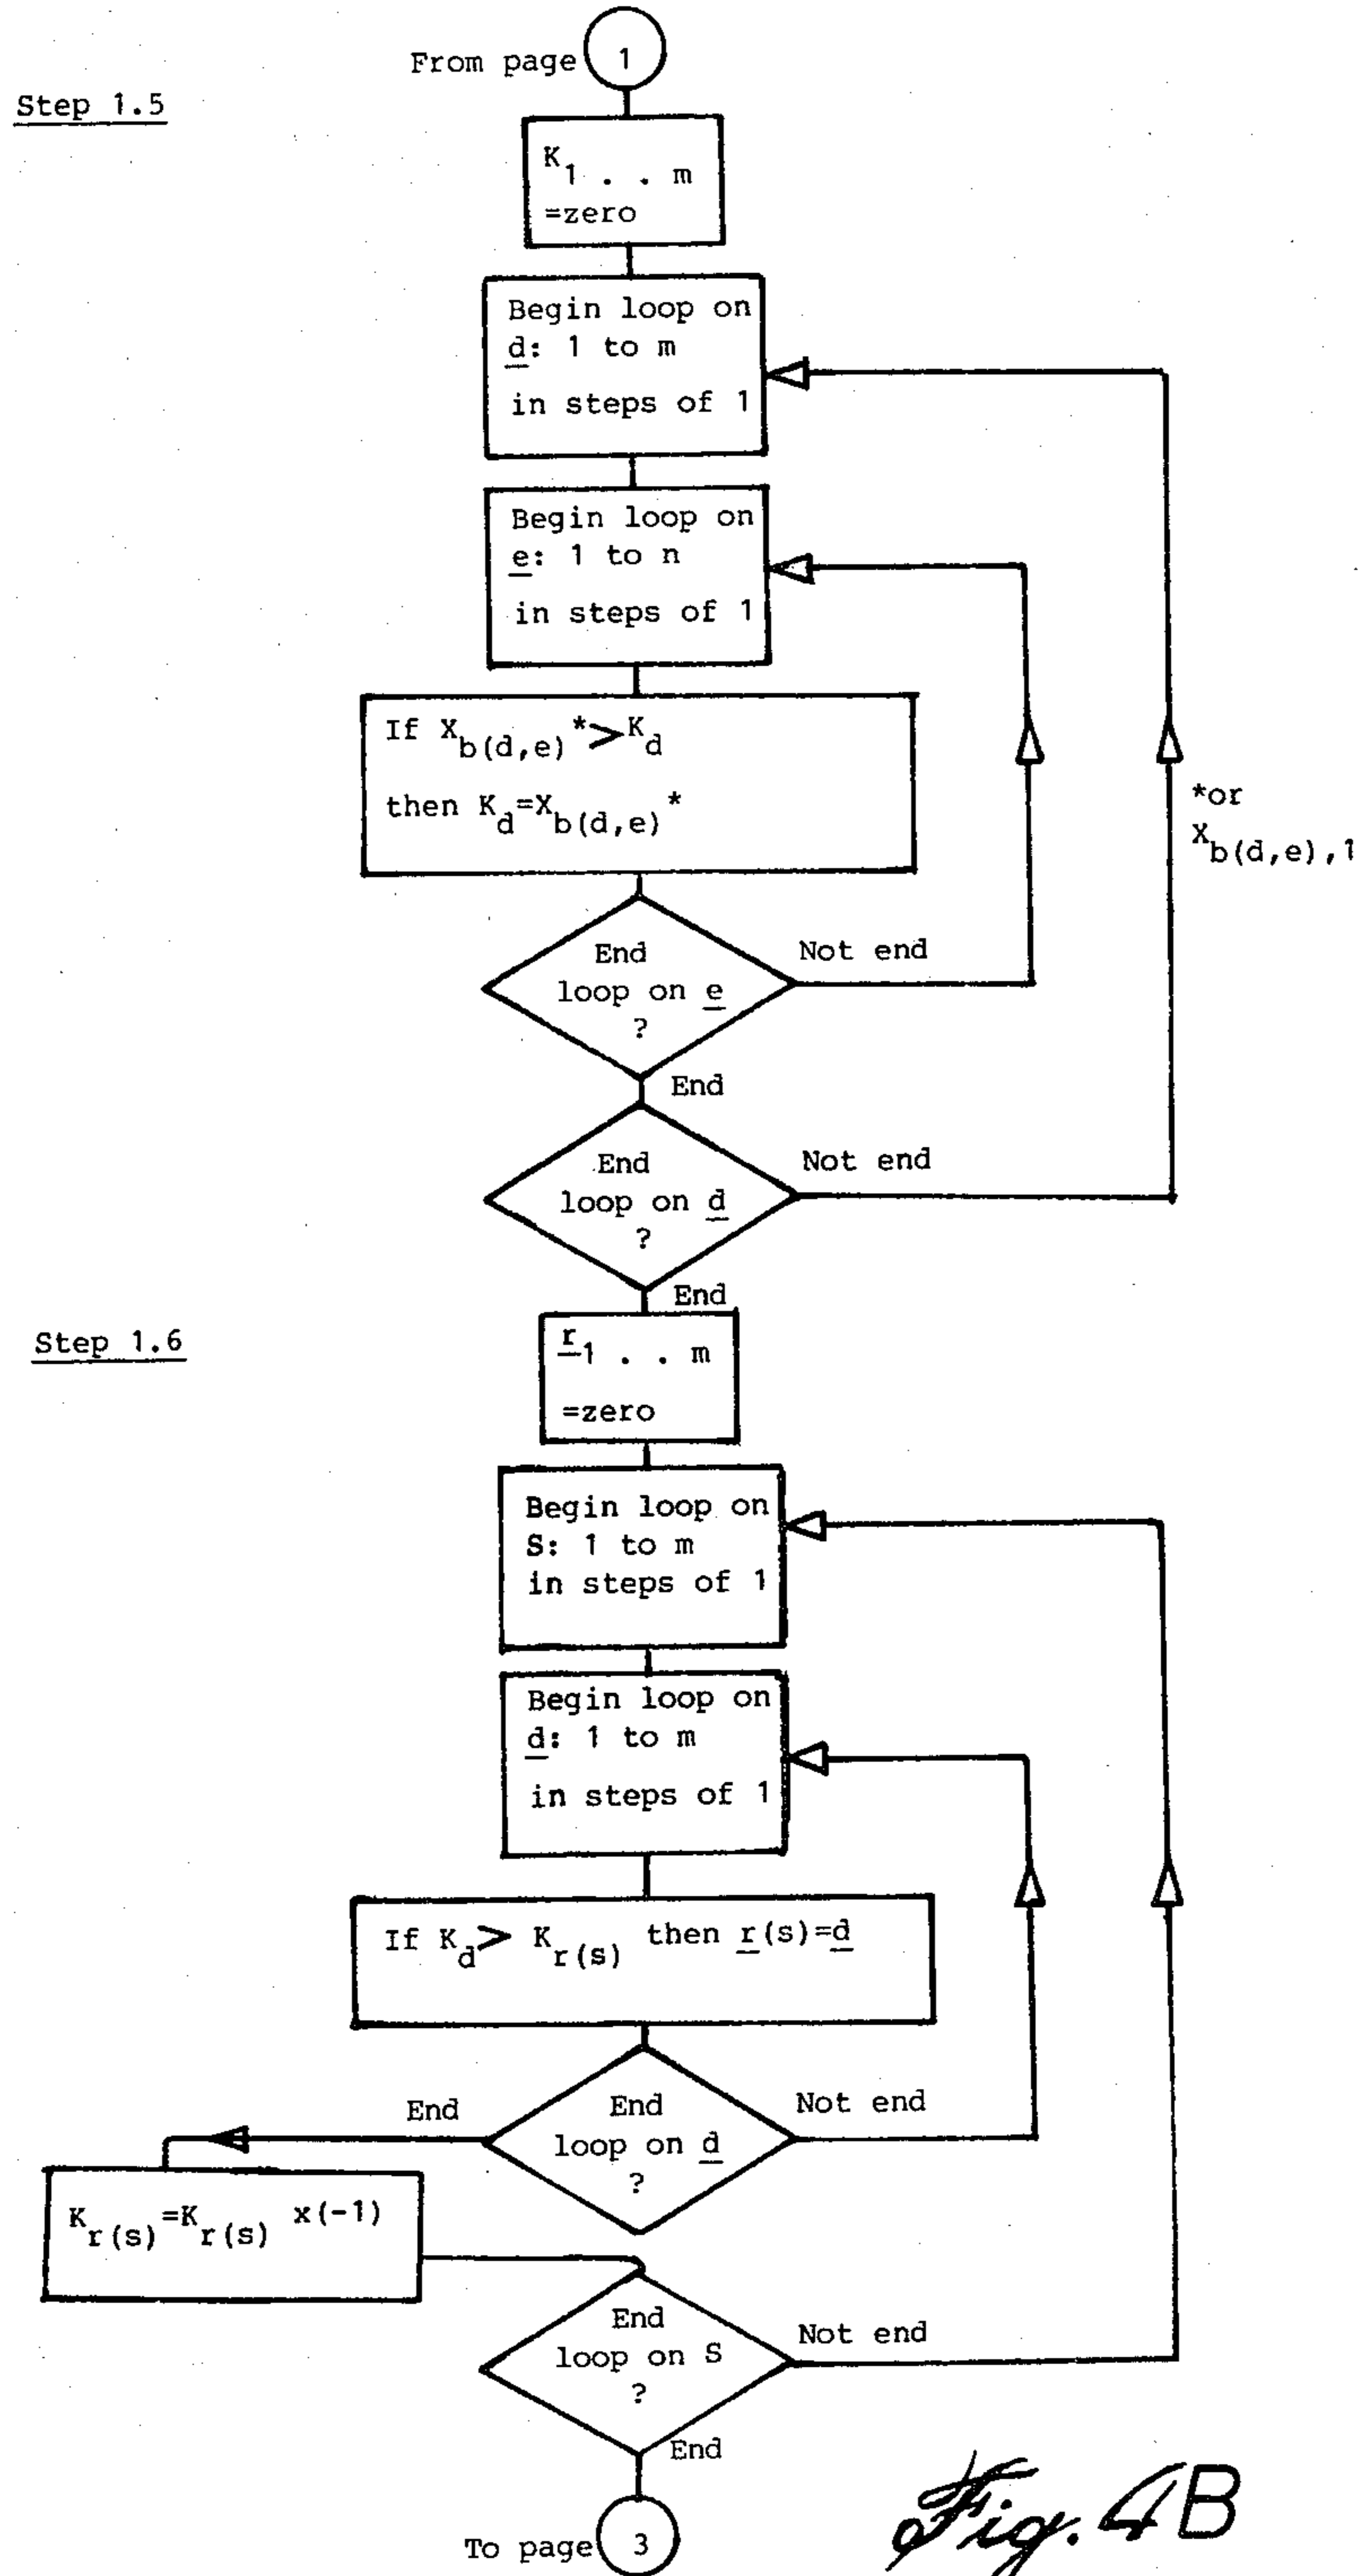 From page 1
Step 1.5
K1 . . m
=zero
Begin loop on
d: 1 to m
in steps of 1
Begin loop on
e: 1 to n
in steps of 1
If Xb(d,e)*>Kd
then Kd=Xb(d,e)*
*or
Xb(d,e),1
End
loop on e
?
Not end
End
End
loop on d
?
Not end
End
Step 1.6
r1 . . m
=zero
Begin loop on
S: 1 to m
in steps of 1
Begin loop on
d: 1 to m
in steps of 1
If Kd> Kr(s) then r(s)=d
End
End
loop on d
?
Not end
Kr(s)=Kr(s) x(-1)
End
loop on S
?
Not end
End
To page 3
Fig. 4B